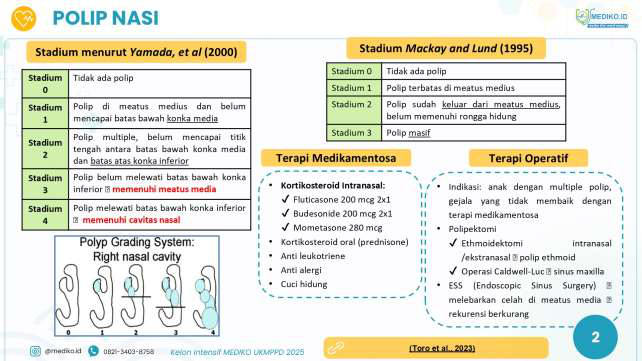 POLIP NASI
MEDIKO.ID
Stadium menurut Yamada, et al (2000)
Stadium 0
Tidak ada polip
Stadium 1
Polip di meatus medius dan belum
mencapai batas bawah konka media
Stadium 2
Polip multiple, belum mencapai titik
tengah antara batas bawah konka media
dan batas atas konka inferior
Stadium 3
Polip belum melewati batas bawah konka
inferior memenuhi meatus media
Stadium 4
Polip melewati batas bawah konka inferior
memenuhi cavitas nasal
Polyp Grading System:
Right nasal cavity
0 1 2 3 4
Stadium Mackay and Lund (1995)
Stadium 0 Tidak ada polip
Stadium 1 Polip terbatas di meatus medius
Stadium 2 Polip sudah keluar dari meatus medius,
belum memenuhi rongga hidung
Stadium 3 Polip masif
Terapi Medikamentosa
• Kortikosteroid Intranasal:
✓ Fluticasone 200 mcg 2x1
✓ Budesonide 200 mcg 2x1
✓ Mometasone 280 mcg
• Kortikosteroid oral (prednisone)
• Anti leukotriene
• Anti alergi
• Cuci hidung
Terapi Operatif
• Indikasi: anak dengan multiple polip,
gejala yang tidak membaik dengan
terapi medikamentosa
• Polipektomi
✓ Ethmoidektomi intranasal
/ekstranasal polip ethmoid
✓ Operasi Caldwell-Luc sinus maxilla
• ESS (Endoscopic Sinus Surgery)
melebarkan celah di meatus media
rekurensi berkurang
@mediko.id
0821-3403-8758
Kelon Intensif MEDIKO UKMPPD 2025
(Toro et al., 2023)
2